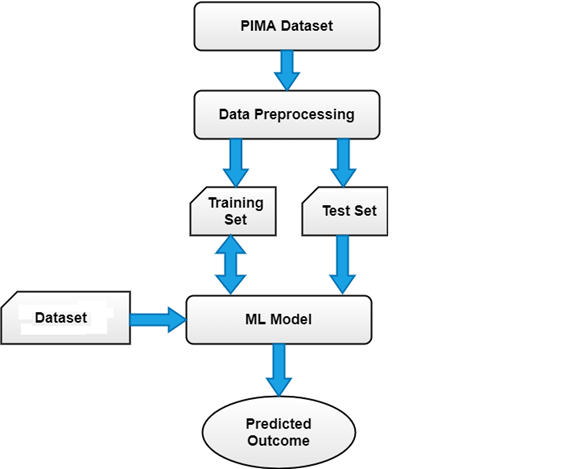 PIMA Dataset
Data Preprocessing
Training
Set
Test Set
Dataset
ML Model
Predicted
Outcome